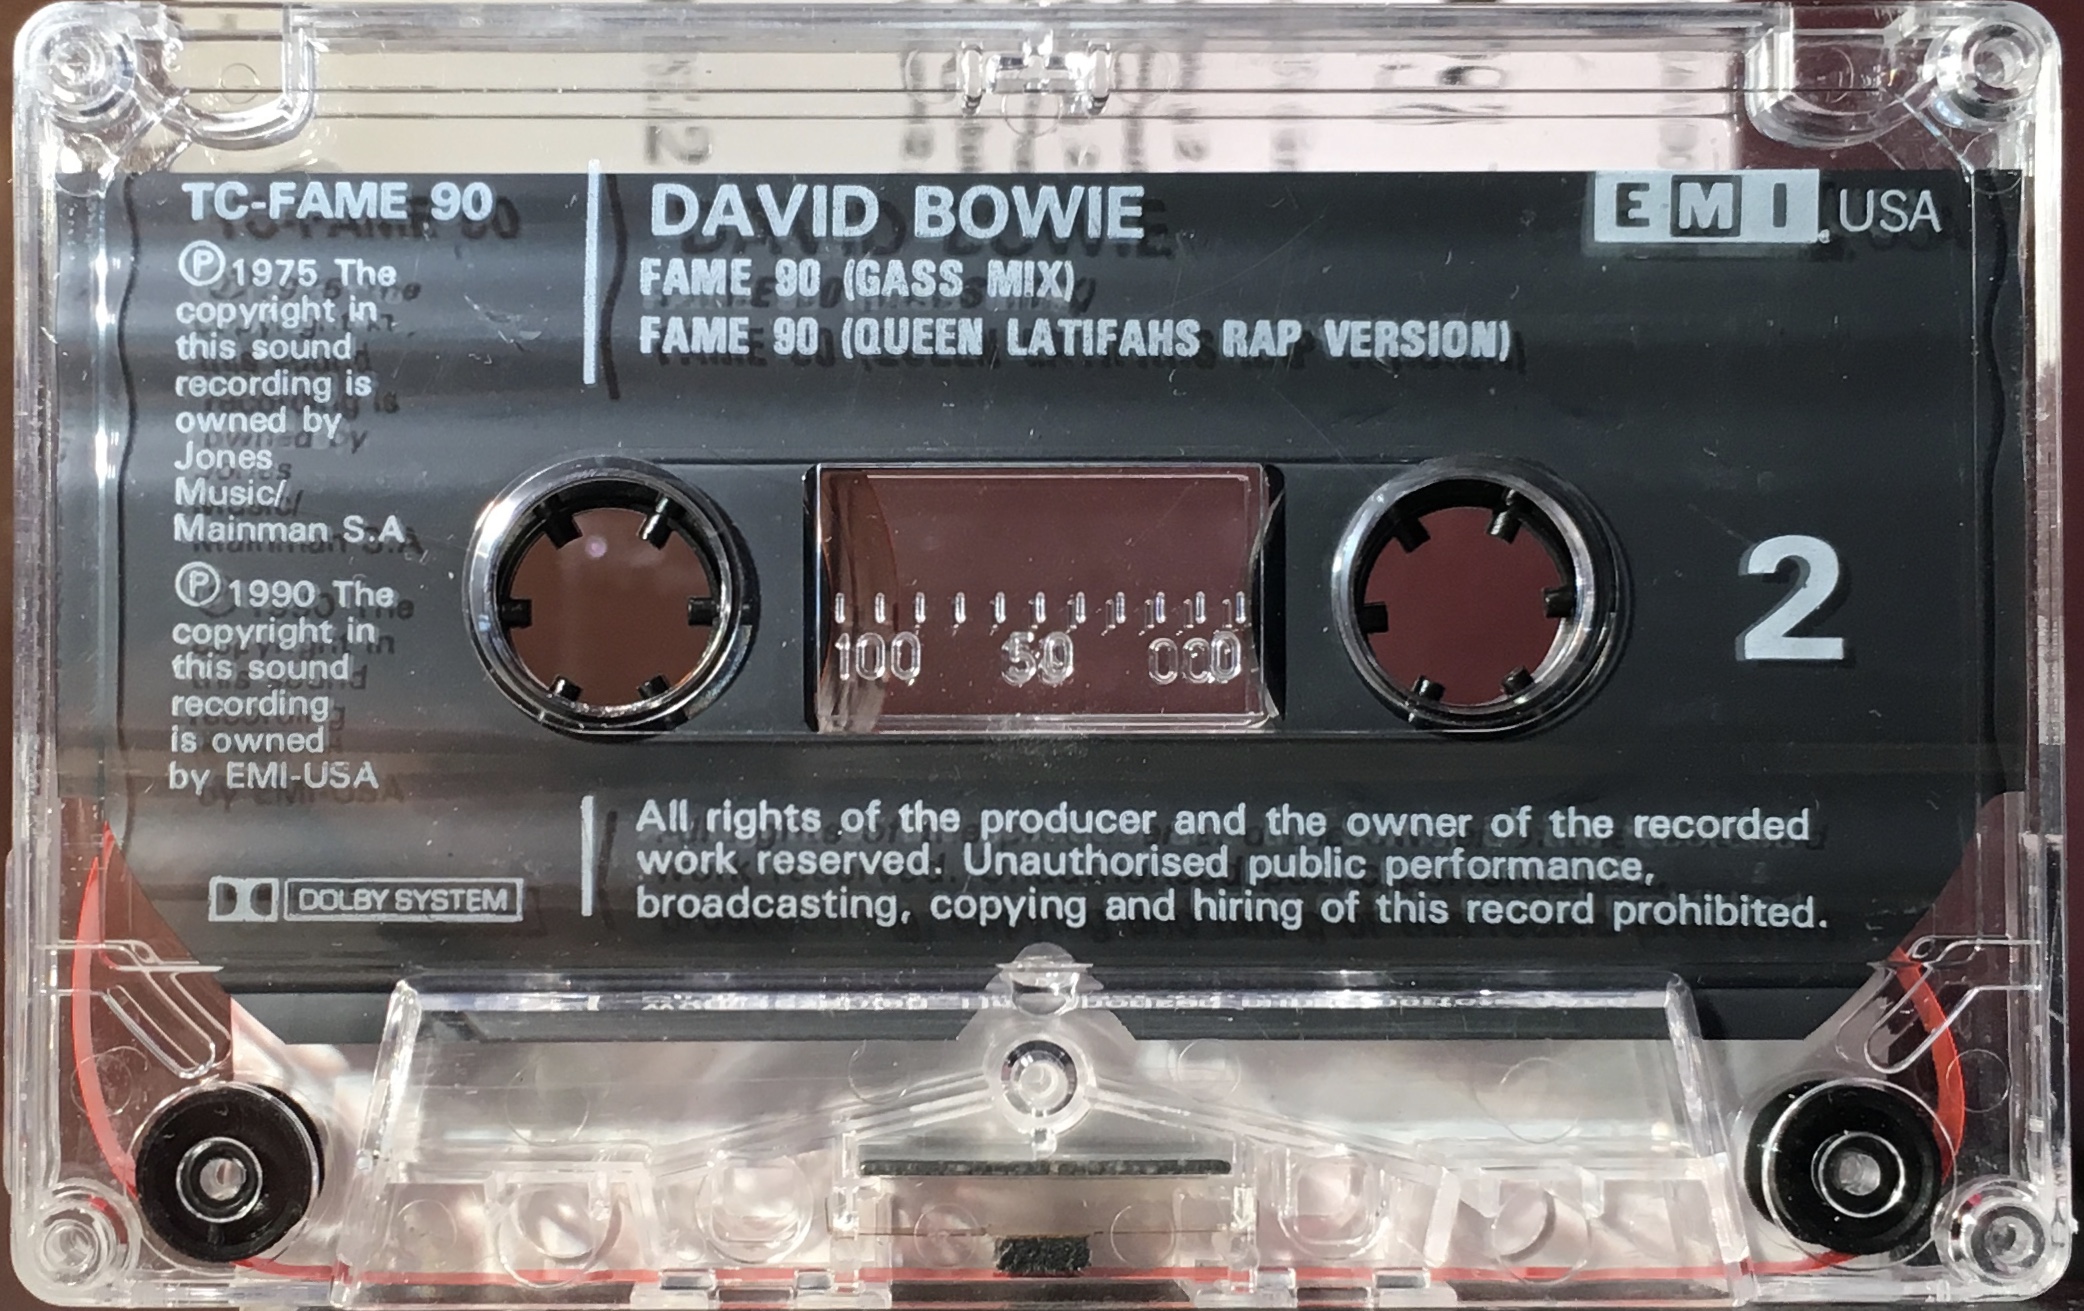 TC-FAME 90
Ⓟ1975 The
copyright in
this sound
recording is
owned by
Jones
Music/
Mainman S.A
Ⓟ1990 The
copyright in
this sound
recording
is owned
by EMI-USA
DOLBY SYSTEM
DAVID BOWIE
FAME 90 (GASS MIX)
FAME 90 (QUEEN LATIFAHS RAP VERSION)
EMI USA
100 50 0
2
All rights of the producer and the owner of the recorded
work reserved. Unauthorised public performance,
broadcasting, copying and hiring of this record prohibited.